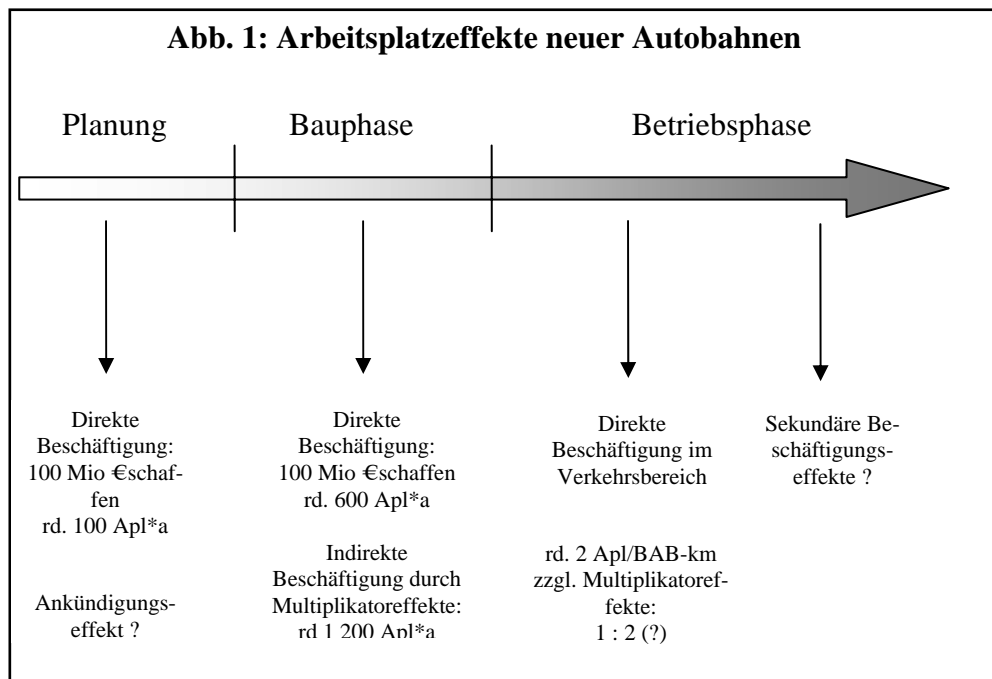 Abb. 1: Arbeitsplatzeffekte neuer Autobahnen
Planung
Bauphase
Betriebsphase
Direkte
Beschäftigung:
100 Mio €schaf-
fen
rd. 100 Apl*a
Ankündigungs-
effekt ?
Direkte
Beschäftigung:
100 Mio €schaffen
rd. 600 Apl*a
Indirekte
Beschäftigung durch
Multiplikatoreffekte:
rd 1 200 Apl*a
Direkte
Beschäftigung im
Verkehrsbereich
rd. 2 Apl/BAB-km
zzgl. Multiplikatoref-
fekte:
1 : 2 (?)
Sekundäre Be-
schäftigungs-
effekte ?